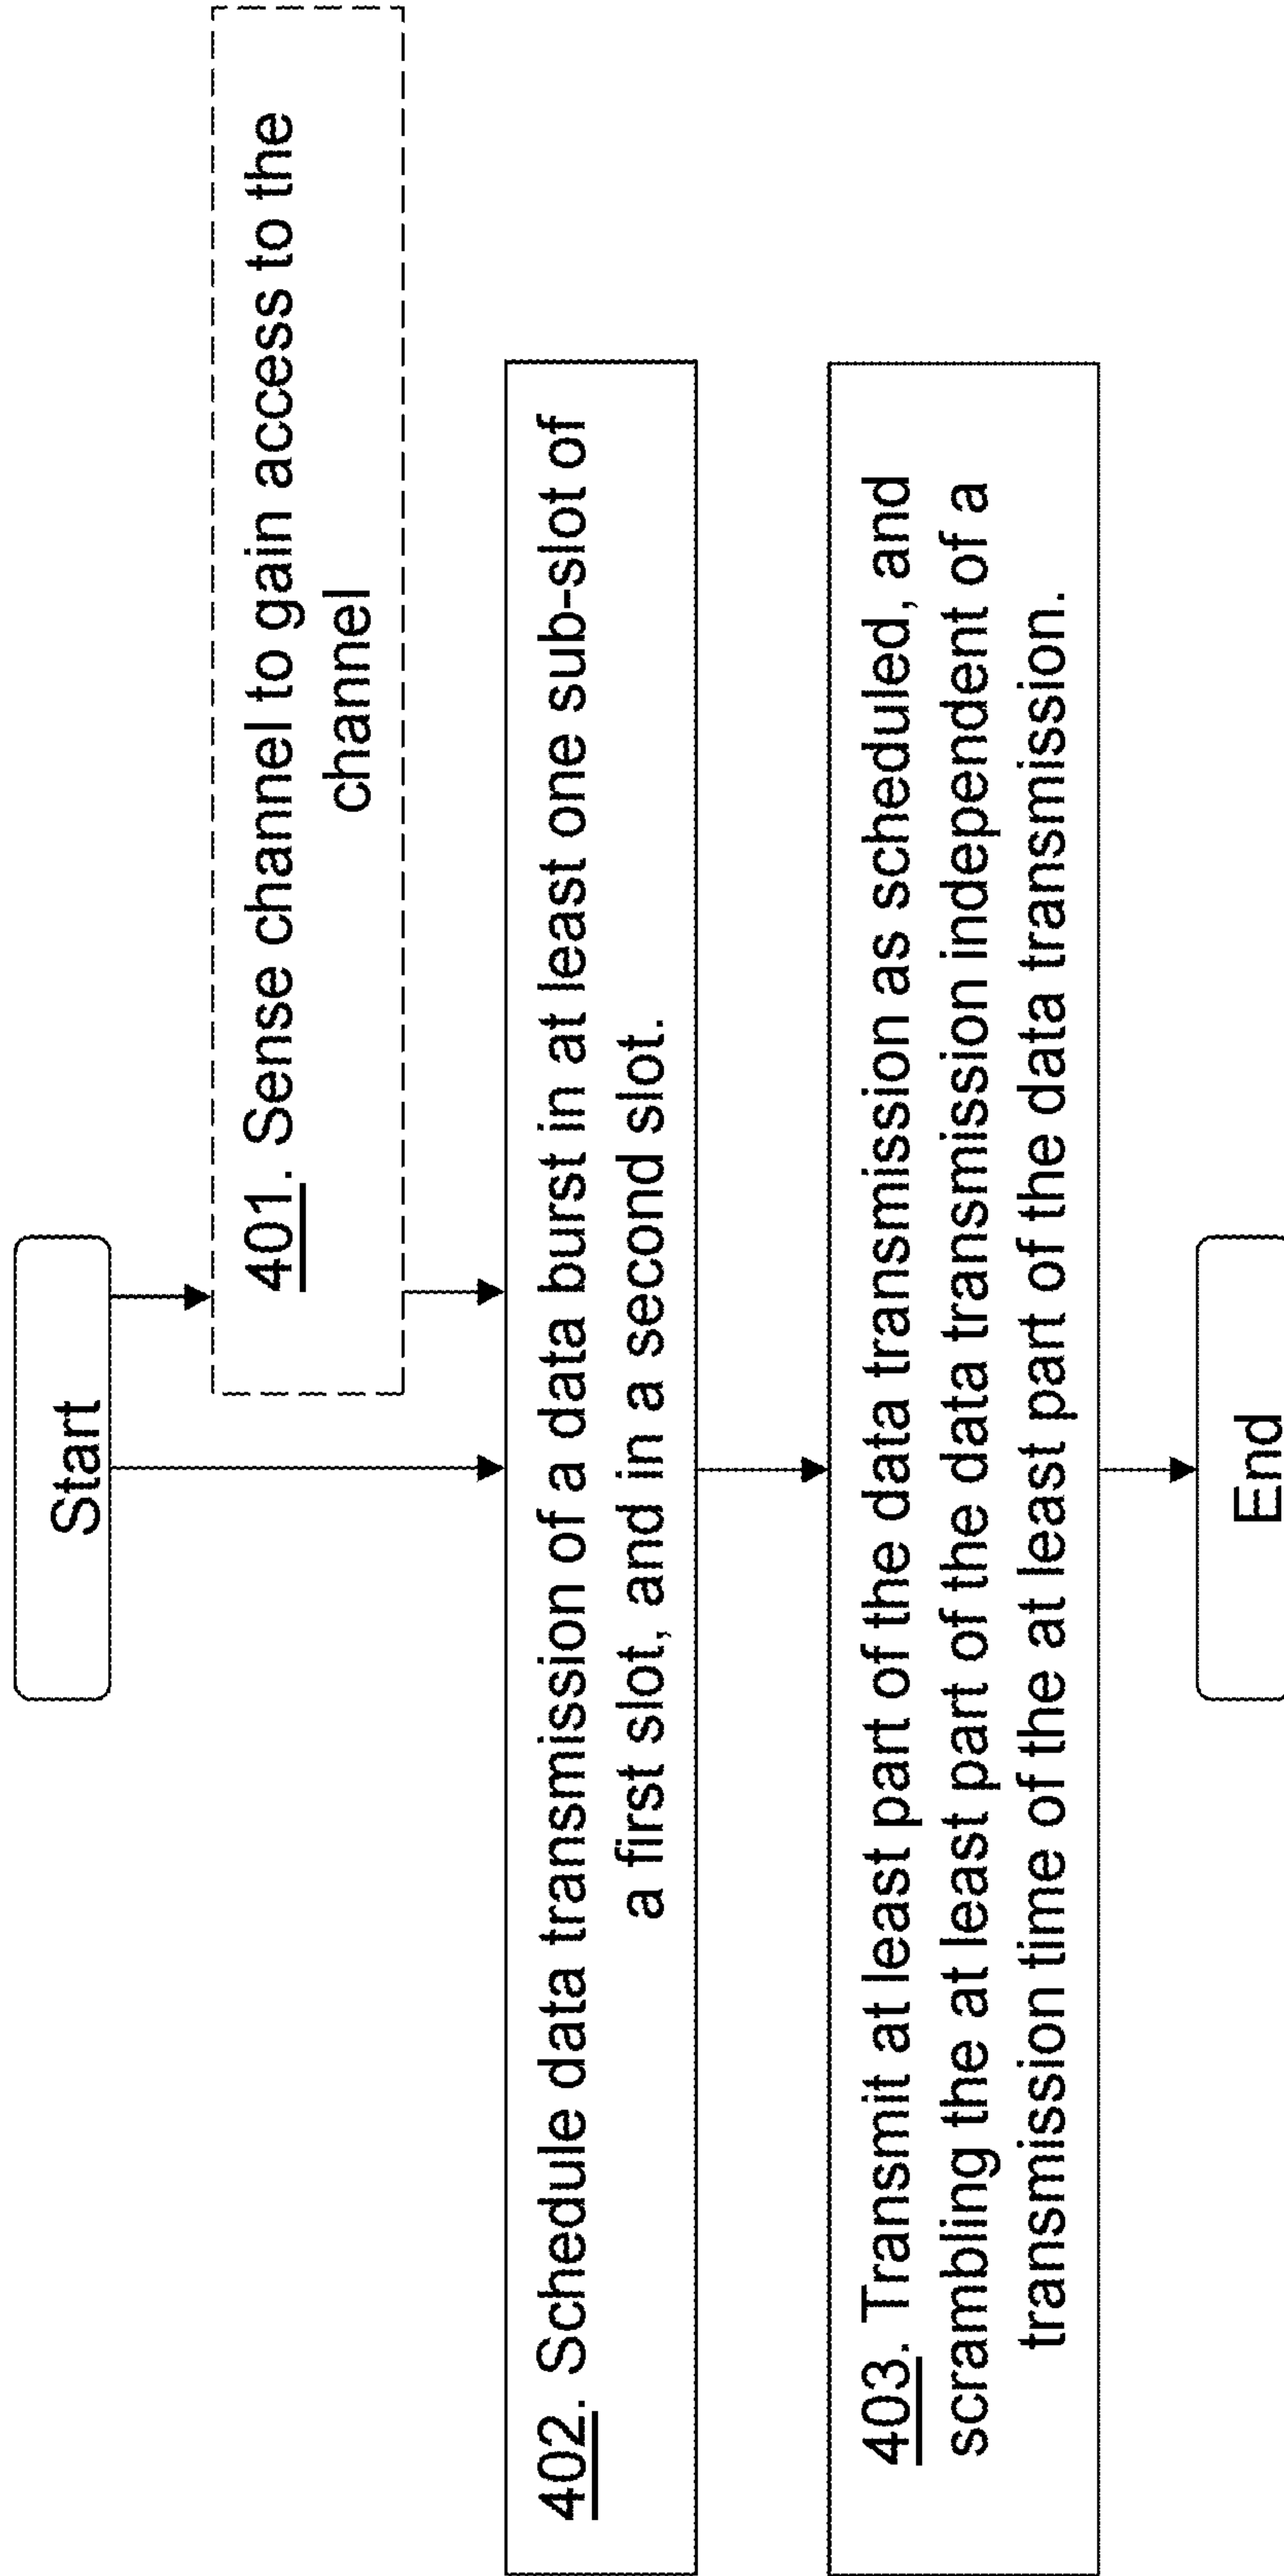 Start
401. Sense channel to gain access to the
channel
402. Schedule data transmission of a data burst in at least one sub-slot of
a first slot, and in a second slot.
403. Transmit at least part of the data transmission as scheduled, and
scrambling the at least part of the data transmission independent of a
transmission time of the at least part of the data transmission.
End